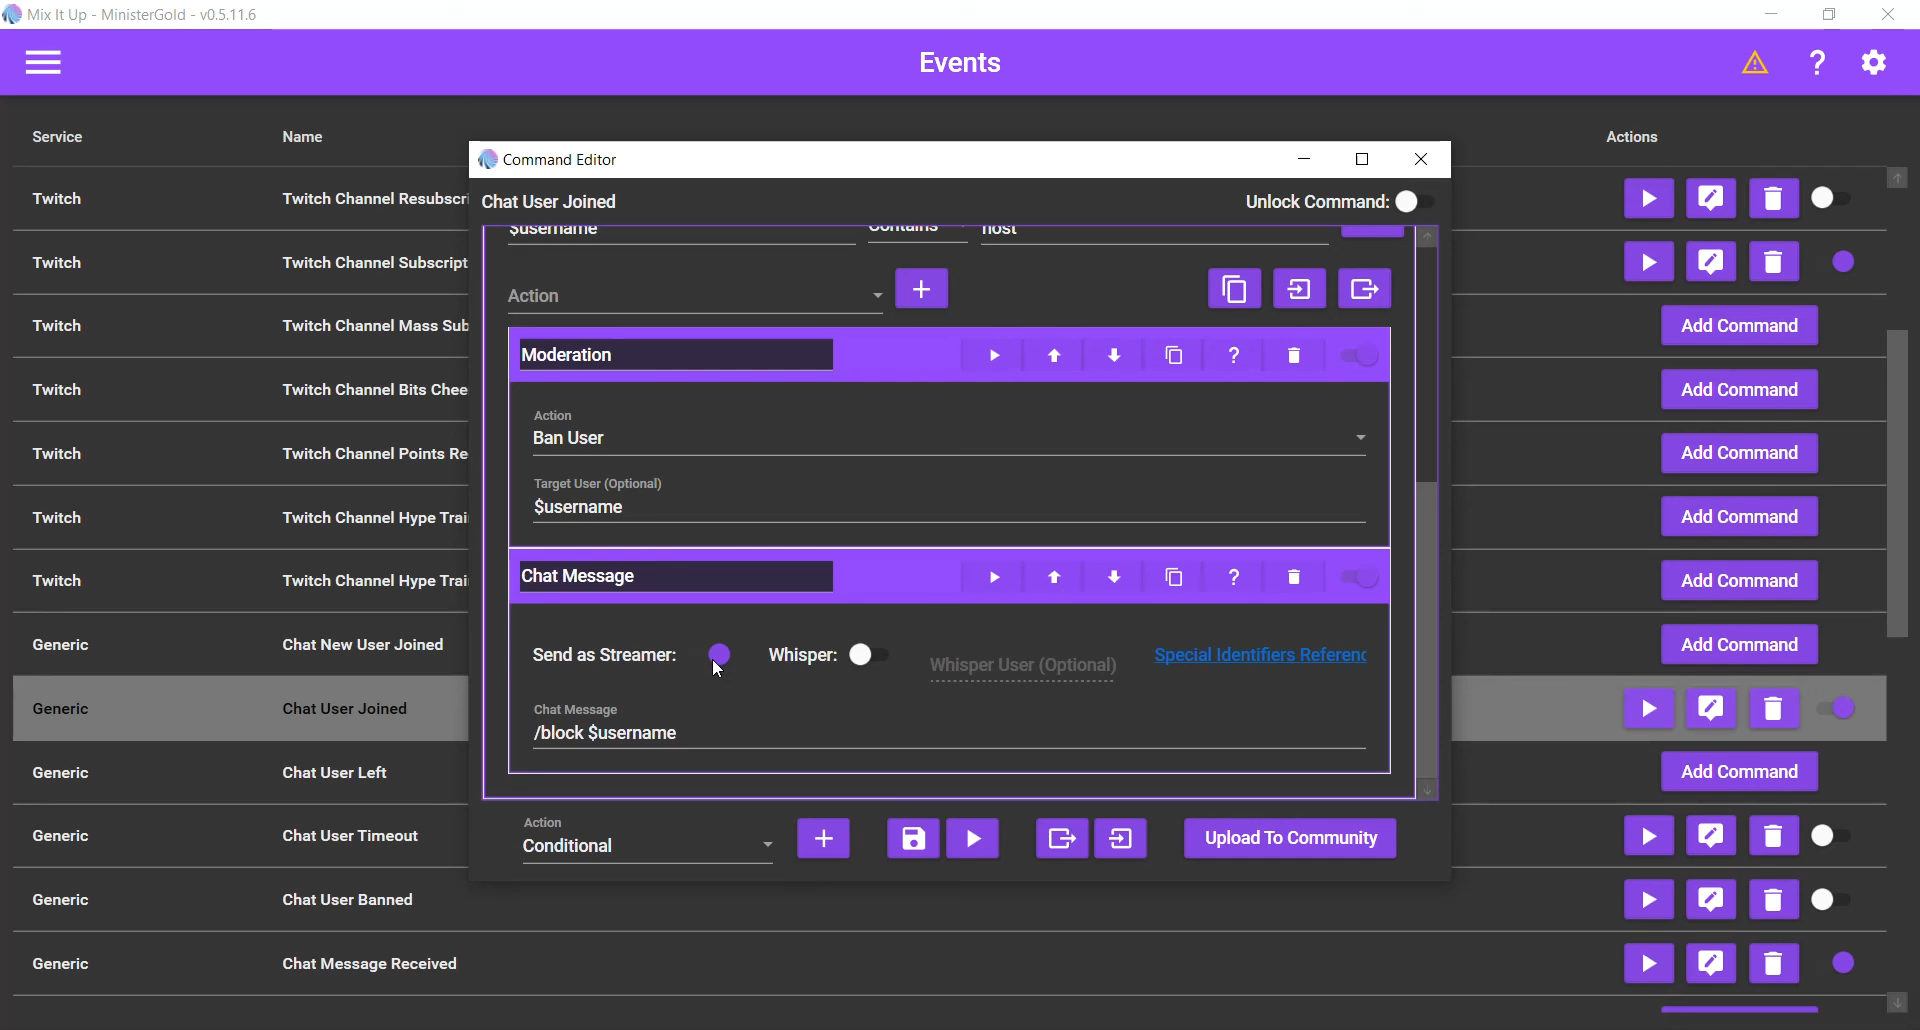 Mix It Up - MinisterGold - v0.5.11.6
Events
Service Name Actions
Command Editor
Chat User Joined Unlock Command:
$username Contains host
Action
Moderation
Action
Ban User
Target User (Optional)
$username
Chat Message
Send as Streamer: Whisper: Whisper User (Optional) Special Identifiers Referenc
Chat Message
/block $username
Action
Conditional
Upload To Community
Twitch Twitch Channel Resubscri
Twitch Twitch Channel Subscript
Twitch Twitch Channel Mass Sub Add Command
Twitch Twitch Channel Bits Chee Add Command
Twitch Twitch Channel Points Re Add Command
Twitch Twitch Channel Hype Trai Add Command
Twitch Twitch Channel Hype Trai Add Command
Generic Chat New User Joined Add Command
Generic Chat User Joined
Generic Chat User Left Add Command
Generic Chat User Timeout
Generic Chat User Banned
Generic Chat Message Received